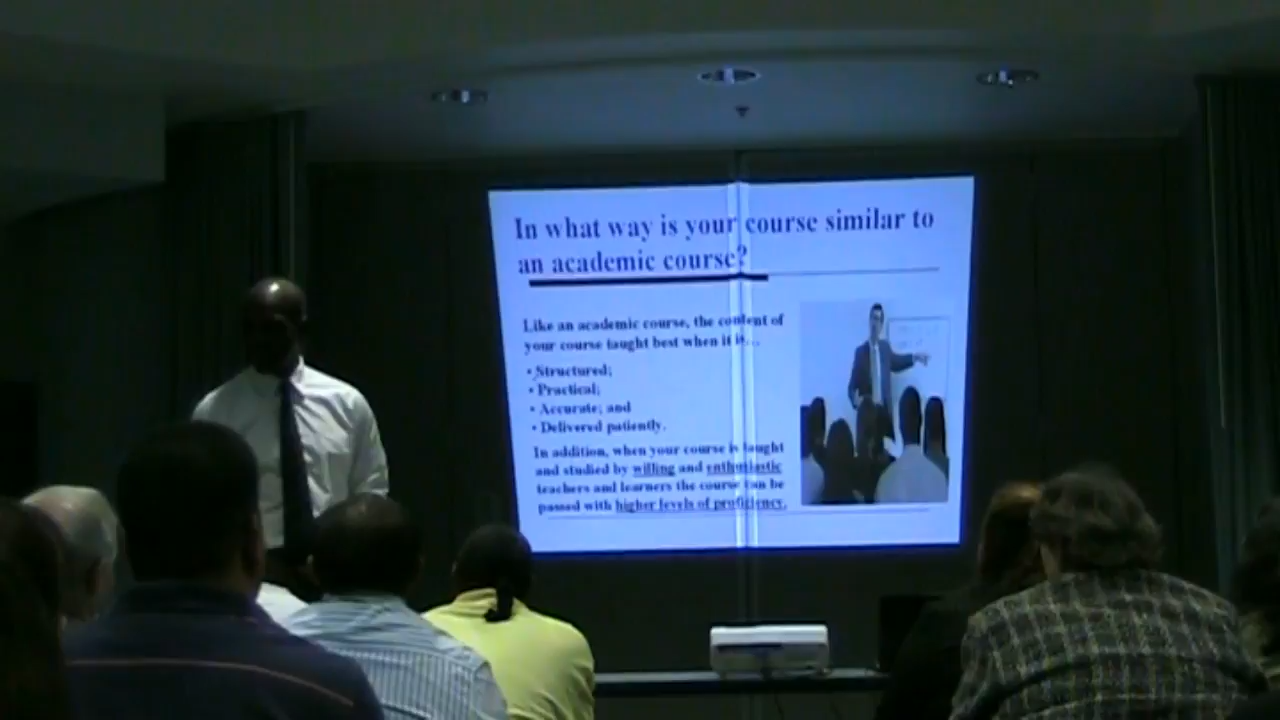 In what way is your course similar to
an academic course?
Like an academic course, the content of
your course taught best when it is...
• Structured;
• Practical;
• Accurate; and
• Delivered patiently.
In addition, when your course is taught
and studied by willing and enthusiastic
teachers and learners the course can be
passed with higher levels of proficiency.